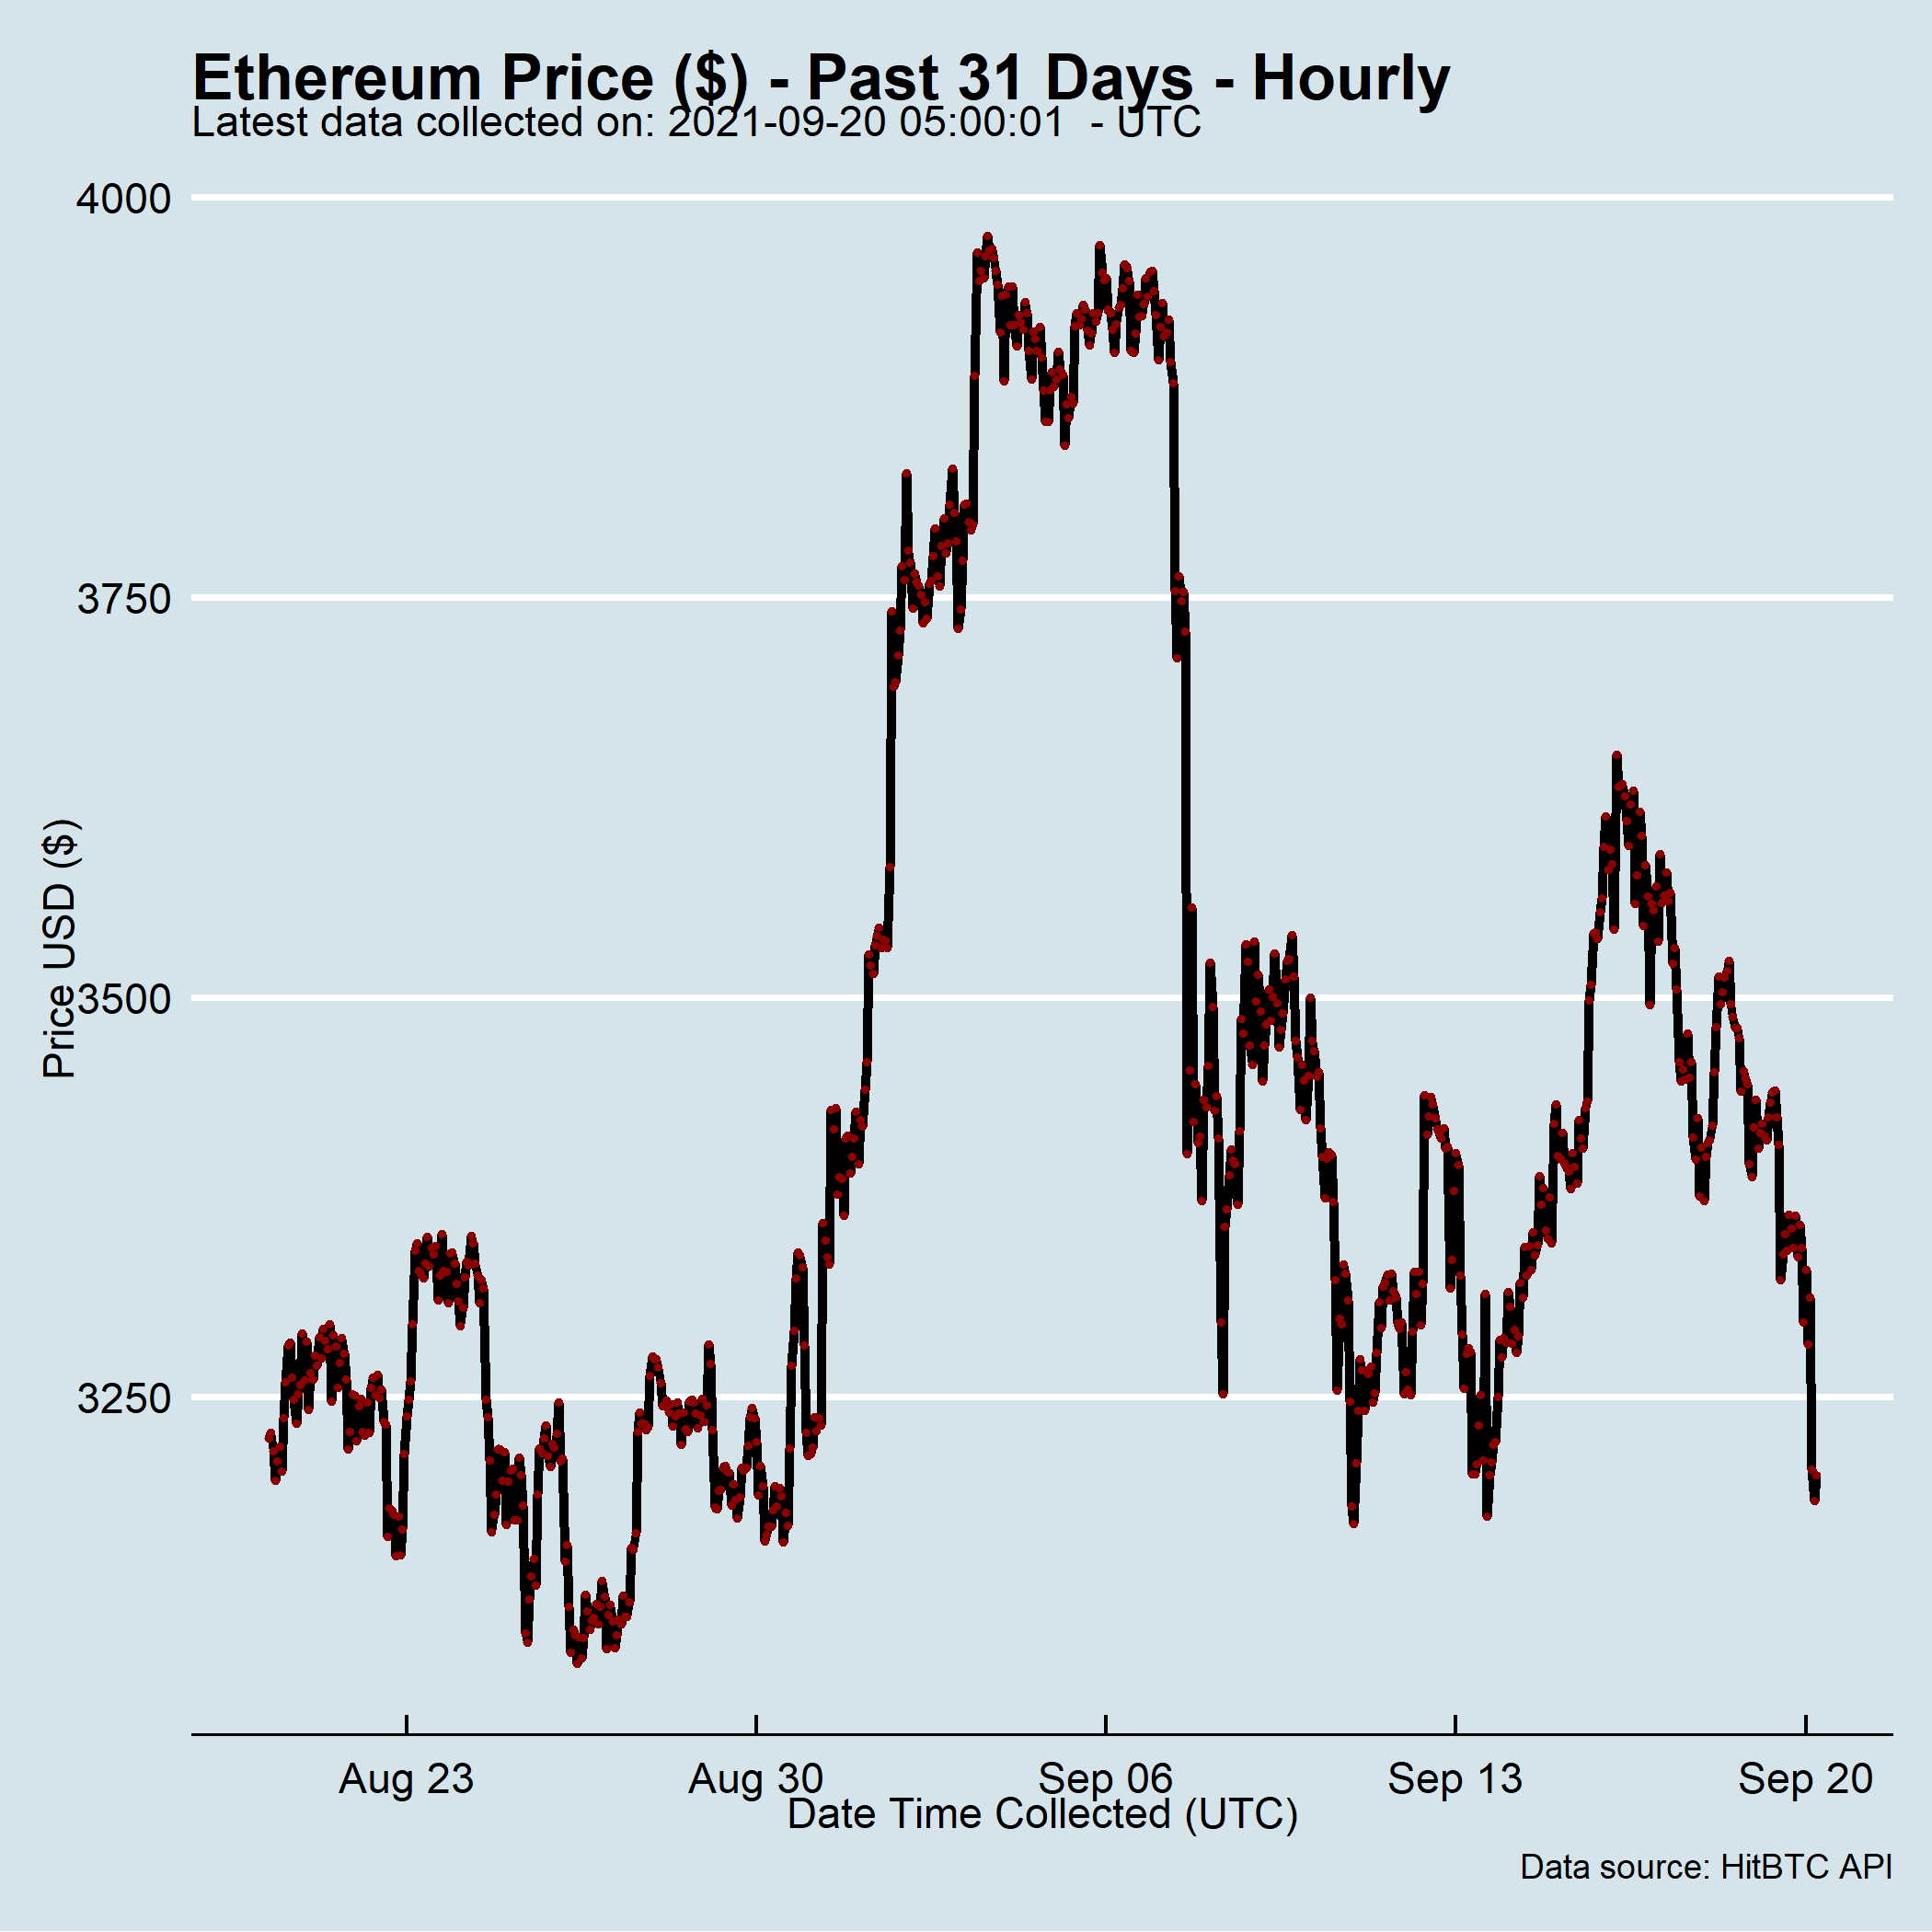 Ethereum Price ($) - Past 31 Days - Hourly
Latest data collected on: 2021-09-20 05:00:01  - UTC
4000
3750
3500
3250
Price USD ($)
Aug 23
Aug 30
Sep 06
Sep 13
Sep 20
Date Time Collected (UTC)
Data source: HitBTC API